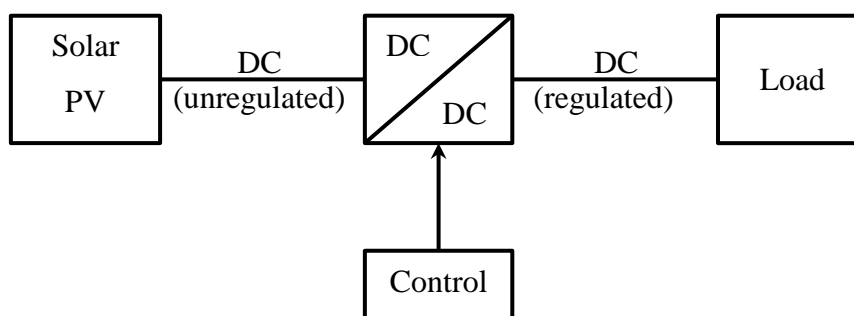 Solar
PV
DC
(unregulated)
DC
DC
DC
(regulated)
Load
Control